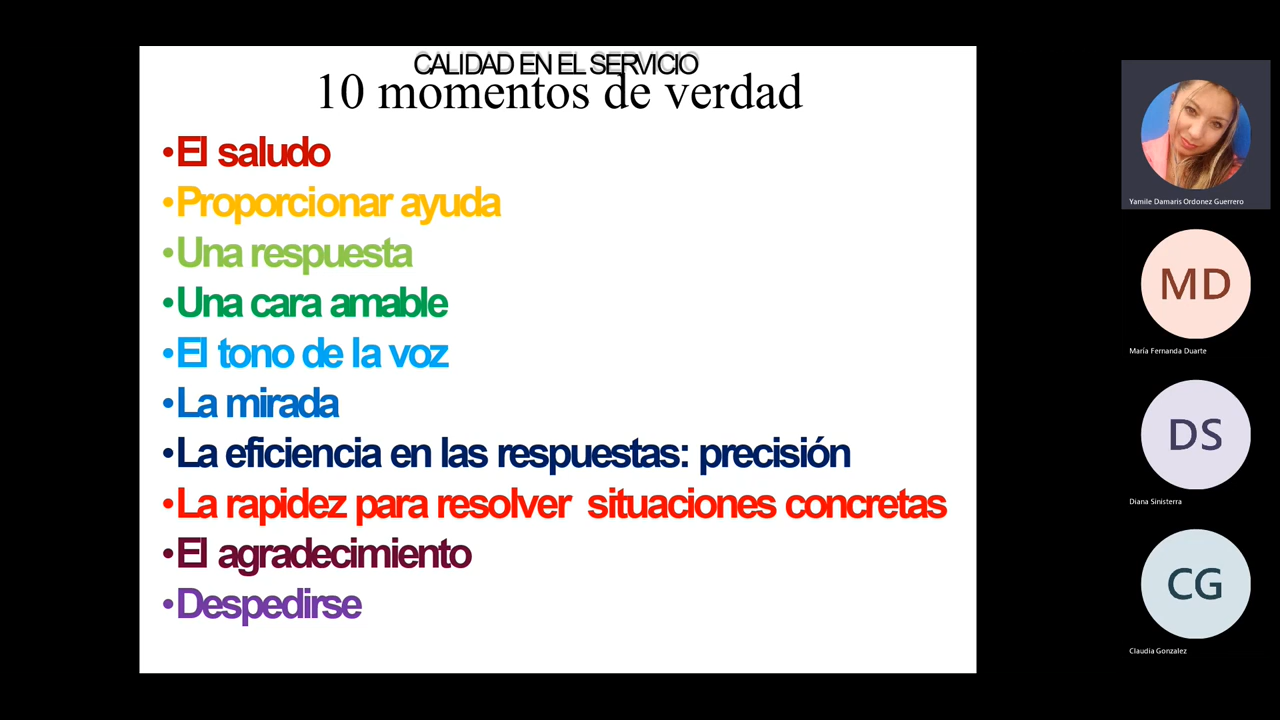 CALIDAD EN EL SERVICIO
10 momentos de verdad
•El saludo
•Proporcionar ayuda
•Una respuesta
•Una cara amable
•El tono de la voz
•La mirada
•La eficiencia en las respuestas: precisión
•La rapidez para resolver situaciones concretas
•El agradecimiento
•Despedirse
Yamile Damaris Ordonez Guerrero
MD
María Fernanda Duarte
DS
Diana Sinisterra
CG
Claudia Gonzalez